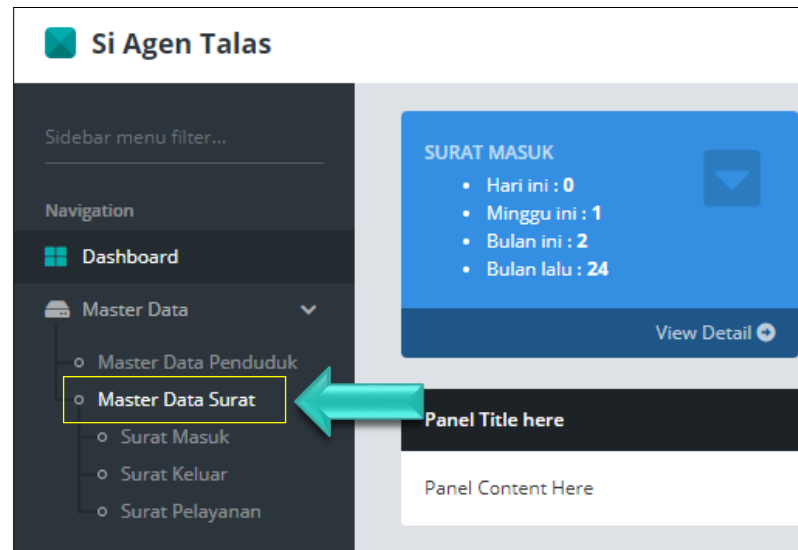 Si Agen Talas
Sidebar menu filter...
Navigation
Dashboard
Master Data
Master Data Penduduk
Master Data Surat
Surat Masuk
Surat Keluar
Surat Pelayanan
SURAT MASUK
Hari ini : 0
Minggu ini : 1
Bulan ini : 2
Bulan lalu : 24
View Detail
Panel Title here
Panel Content Here